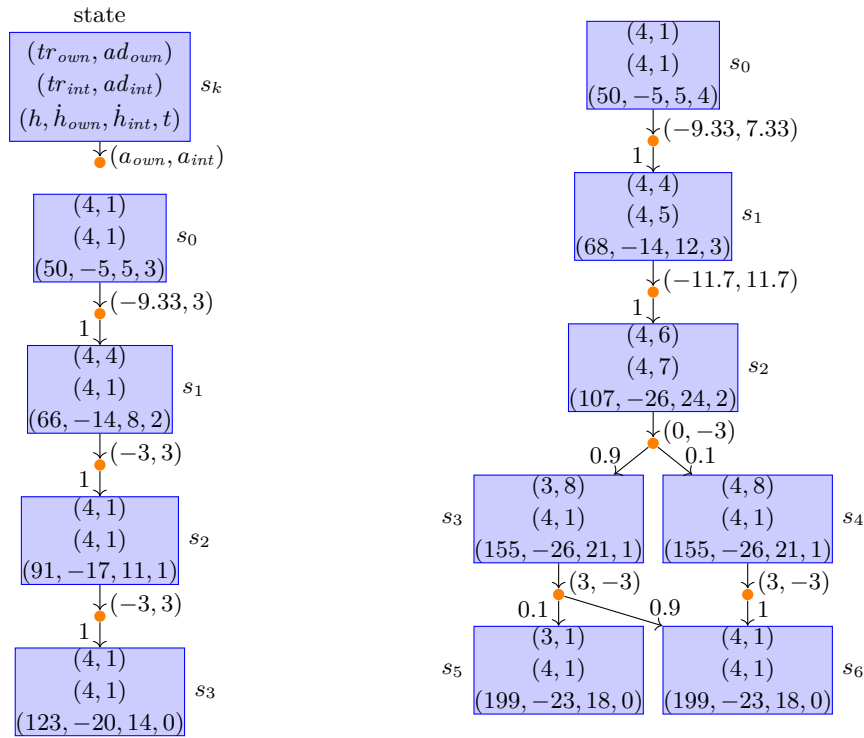 state
(tr_own, ad_own)
(tr_int, ad_int)
(h, ḣ_own, ḣ_int, t)
s_k
(a_own, a_int)
(4, 1)
(4, 1)
(50, −5, 5, 3)
s_0
(−9.33, 3)
1
(4, 4)
(4, 1)
(66, −14, 8, 2)
s_1
(−3, 3)
1
(4, 1)
(4, 1)
(91, −17, 11, 1)
s_2
(−3, 3)
1
(4, 1)
(4, 1)
(123, −20, 14, 0)
s_3
(4, 1)
(4, 1)
(50, −5, 5, 4)
s_0
(−9.33, 7.33)
1
(4, 4)
(4, 5)
(68, −14, 12, 3)
s_1
(−11.7, 11.7)
1
(4, 6)
(4, 7)
(107, −26, 24, 2)
s_2
(0, −3)
0.9
0.1
(3, 8)
(4, 1)
(155, −26, 21, 1)
s_3
(4, 8)
(4, 1)
(155, −26, 21, 1)
s_4
(3, −3)
0.1
0.9
(3, −3)
1
(3, 1)
(4, 1)
(199, −23, 18, 0)
s_5
(4, 1)
(4, 1)
(199, −23, 18, 0)
s_6